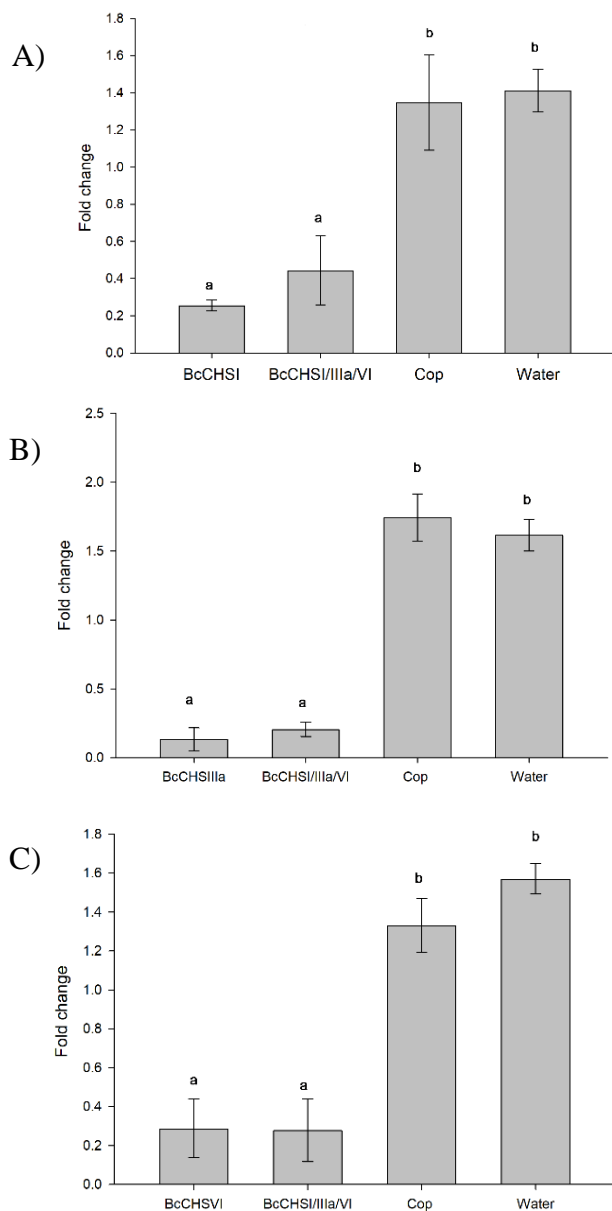 A)
1.8
1.6
1.4
1.2
1.0
0.8
0.6
0.4
0.2
0.0
Fold change
a
a
b
b
BcCHSI
BcCHSI/IIIa/VI
Cop
Water
B)
2.5
2.0
1.5
1.0
0.5
0.0
Fold change
a
a
b
b
BcCHSIIIa
BcCHSI/IIIa/VI
Cop
Water
C)
1.8
1.6
1.4
1.2
1.0
0.8
0.6
0.4
0.2
0.0
Fold change
a
a
b
b
BcCHSVI
BcCHSI/IIIa/VI
Cop
Water